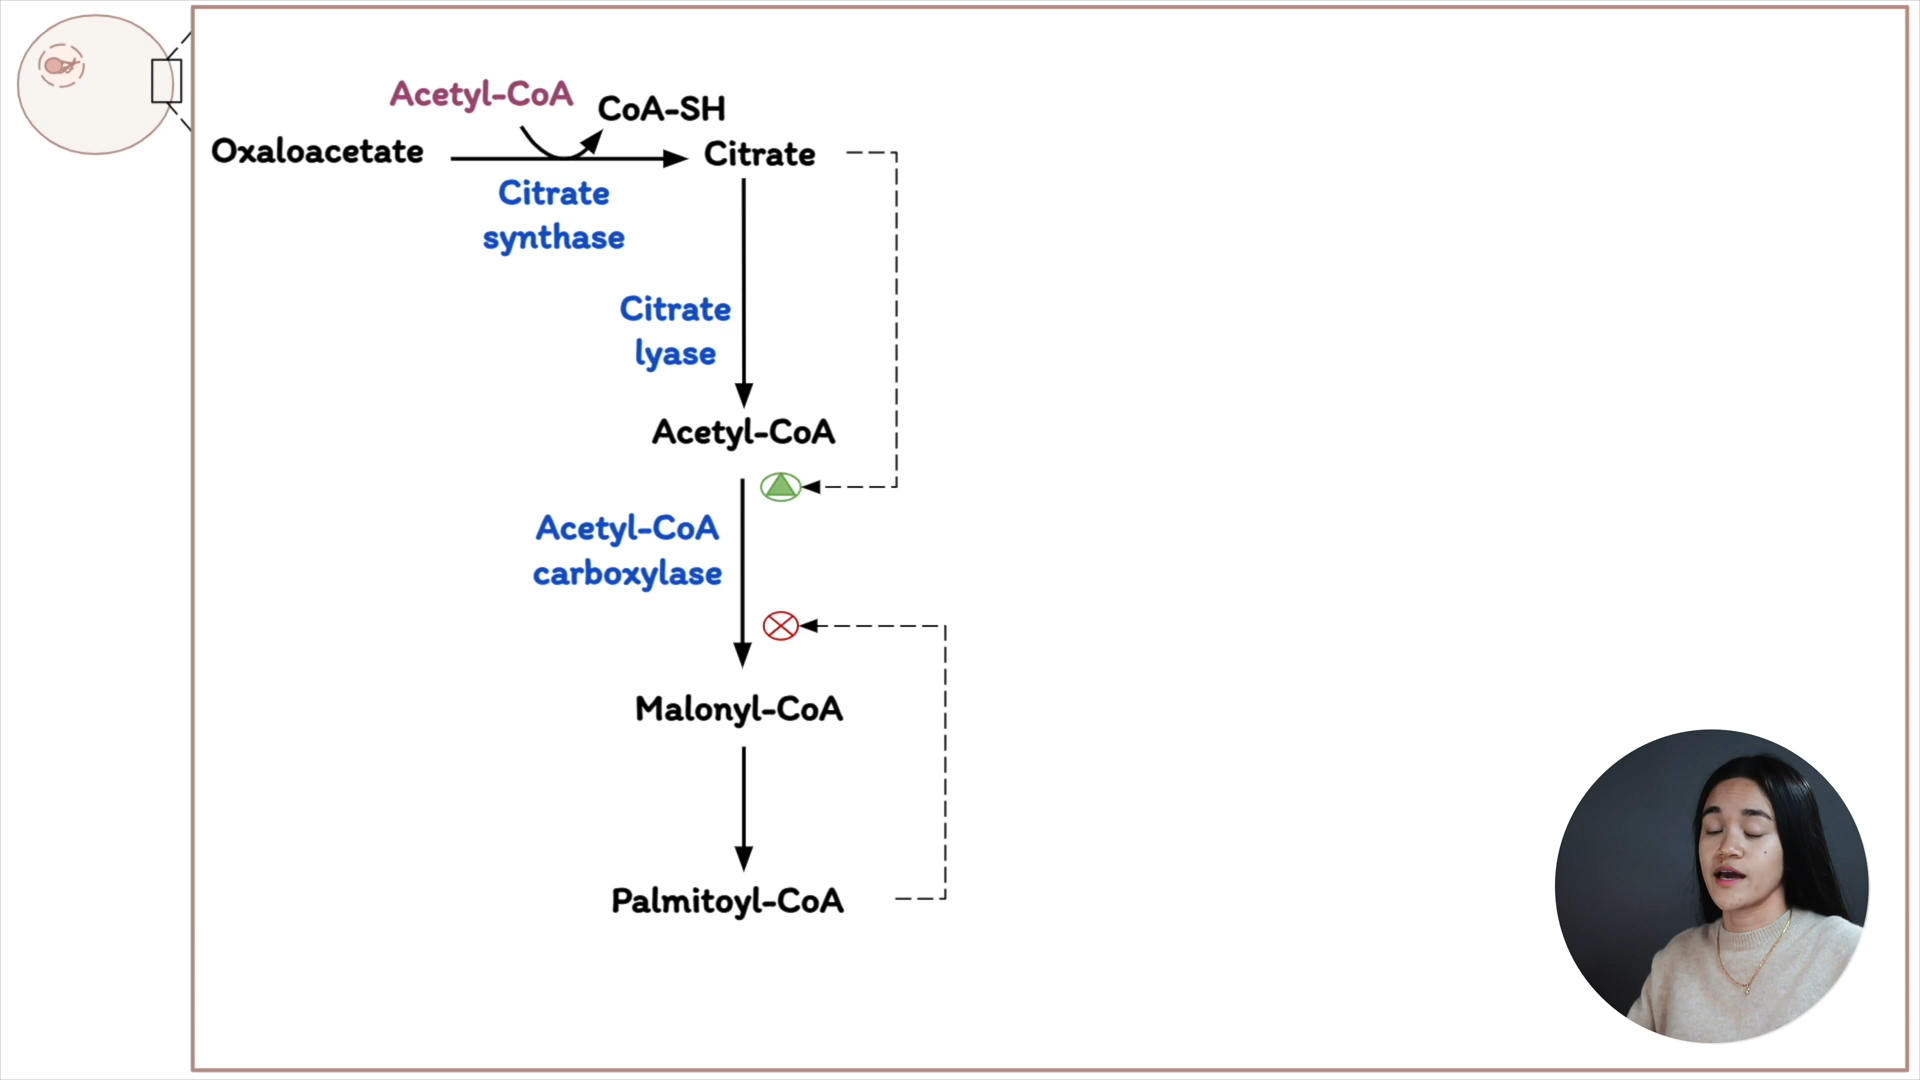 Acetyl-CoA
CoA-SH
Oxaloacetate
Citrate
Citrate
synthase
Citrate
lyase
Acetyl-CoA
Acetyl-CoA
carboxylase
Malonyl-CoA
Palmitoyl-CoA